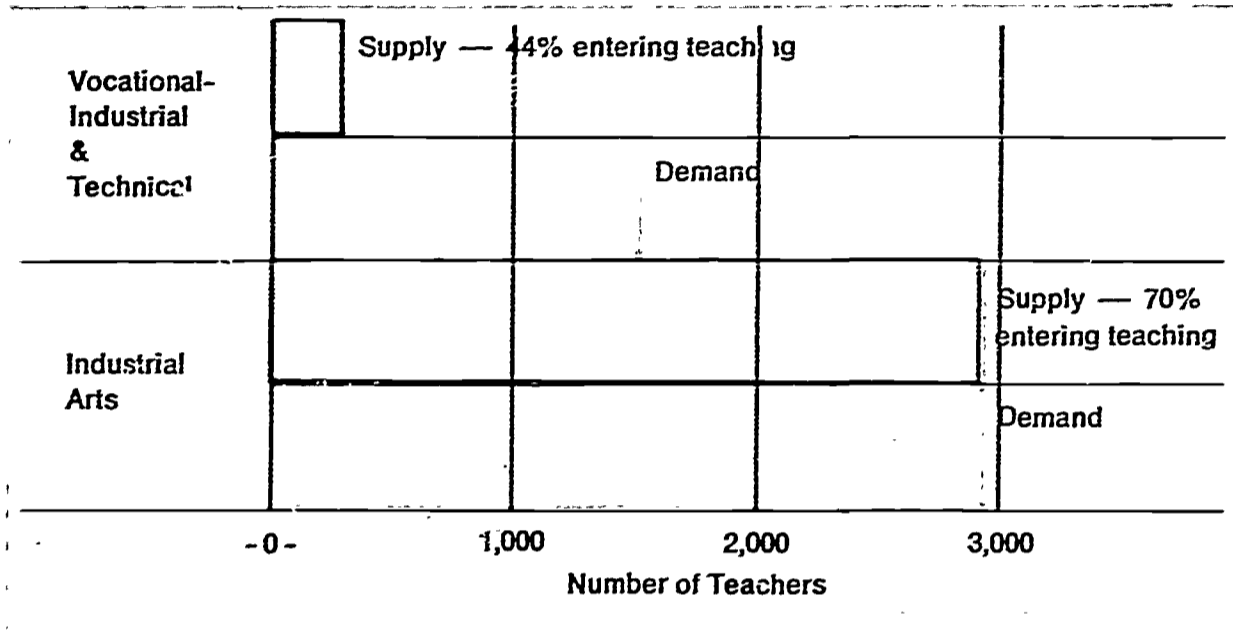 Supply — 44% entering teaching
Vocational-
Industrial
&
Technical
Demand
Supply — 70%
entering teaching
Industrial
Arts
Demand
-0-
1,000
2,000
3,000
Number of Teachers